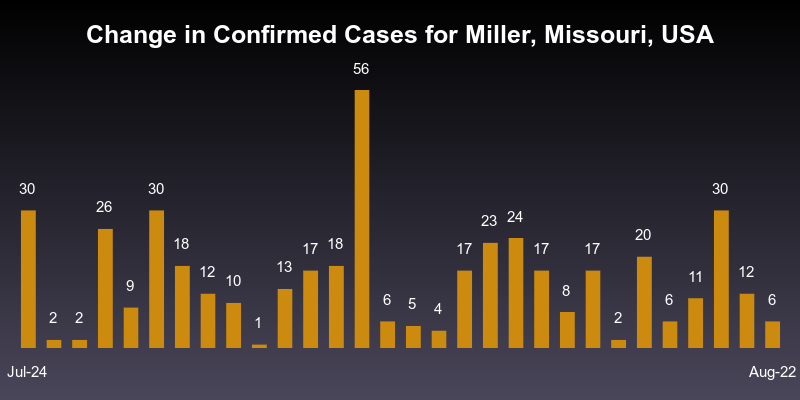 Change in Confirmed Cases for Miller, Missouri, USA
30 2 2 26 9 30 18 12 10 1 13 17 18 56 6 5 4 17 23 24 17 8 17 2 20 6 11 30 12 6
Jul-24 Aug-22